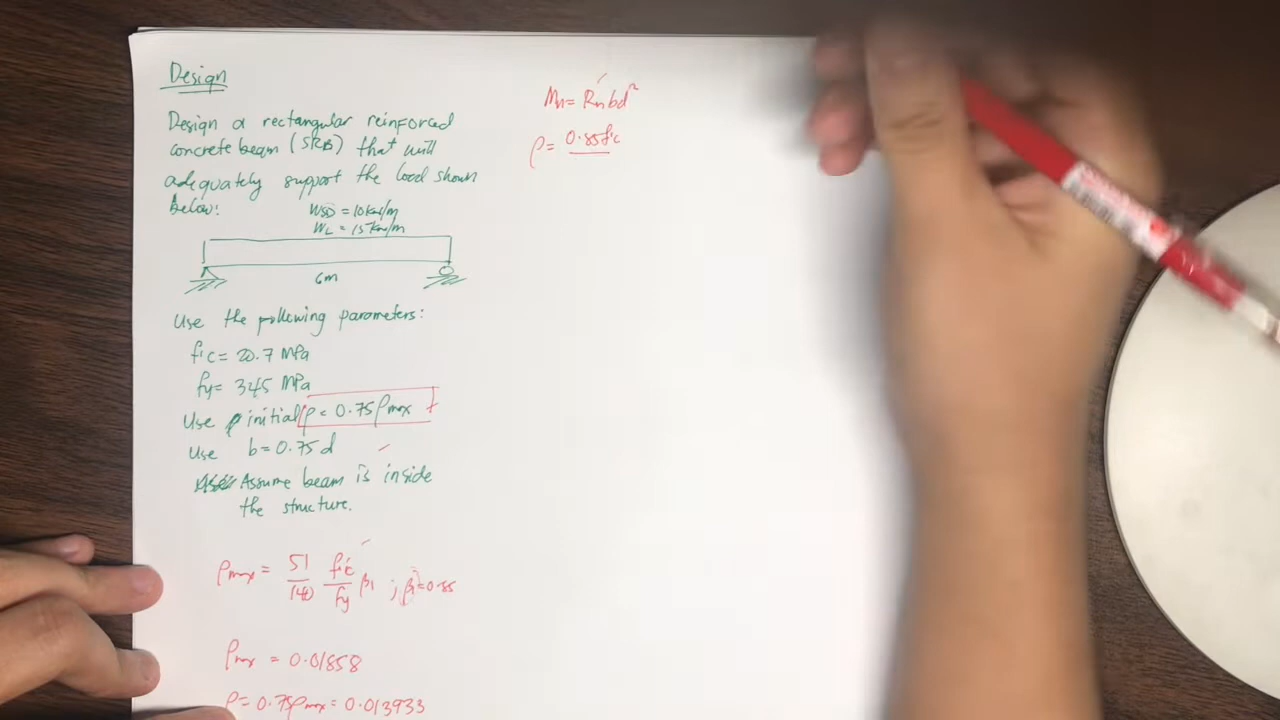 Design
Design a rectangular reinforced
concrete beam (SRB) that will
adequately support the load shown
below:
WSD = 10 kN/m
WL = 15 kN/m
6m
Use the following parameters:
f'c = 20.7 MPa
fy = 345 MPa
Use ρ initial ρ = 0.75 ρmax
Use b = 0.75 d
Assume beam is inside
the structure.
ρmax = 51/140 f'c/fy β1 ; β1 = 0.85
ρmax = 0.01858
ρ = 0.75ρmax = 0.013933
Mn = Rn bd²
ρ = 0.85f'c